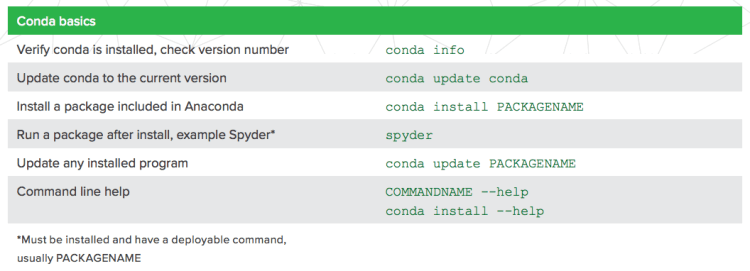 Conda basics
Verify conda is installed, check version number conda info
Update conda to the current version conda update conda
Install a package included in Anaconda conda install PACKAGENAME
Run a package after install, example Spyder* spyder
Update any installed program conda update PACKAGENAME
Command line help COMMANDNAME --help
conda install --help
*Must be installed and have a deployable command,
usually PACKAGENAME